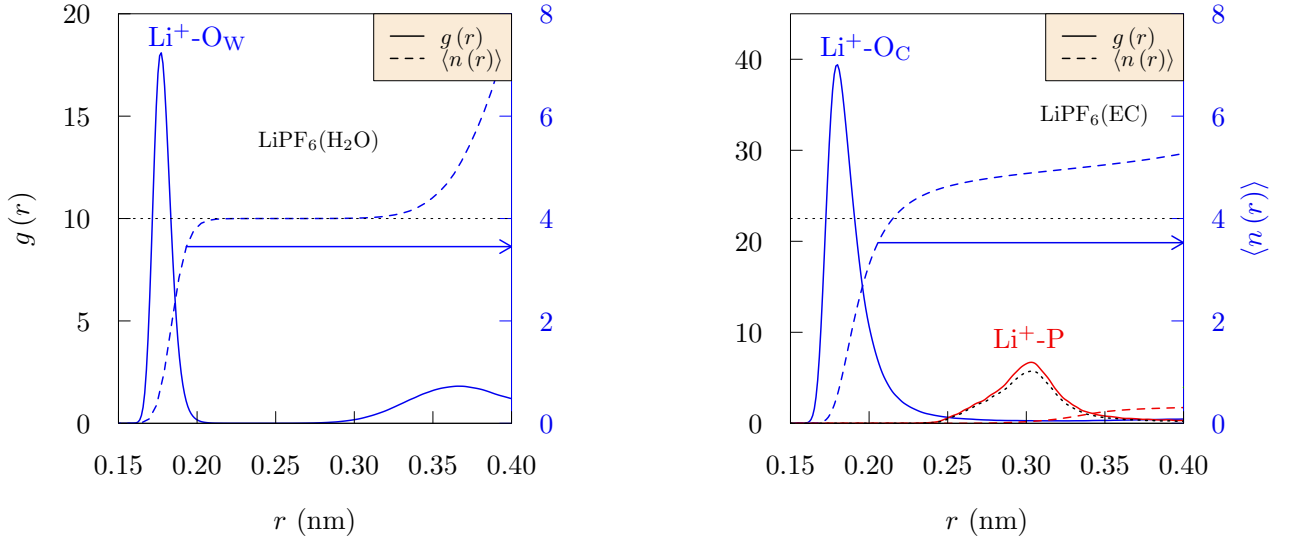 Li⁺-O_W
g (r)
⟨n (r)⟩
LiPF₆(H₂O)
20
15
10
5
0
g (r)
8
6
4
2
0
0.15 0.20 0.25 0.30 0.35 0.40
r (nm)
Li⁺-O_C
g (r)
⟨n (r)⟩
LiPF₆(EC)
Li⁺-P
40
30
20
10
0
8
6
4
2
0
⟨n (r)⟩
0.15 0.20 0.25 0.30 0.35 0.40
r (nm)